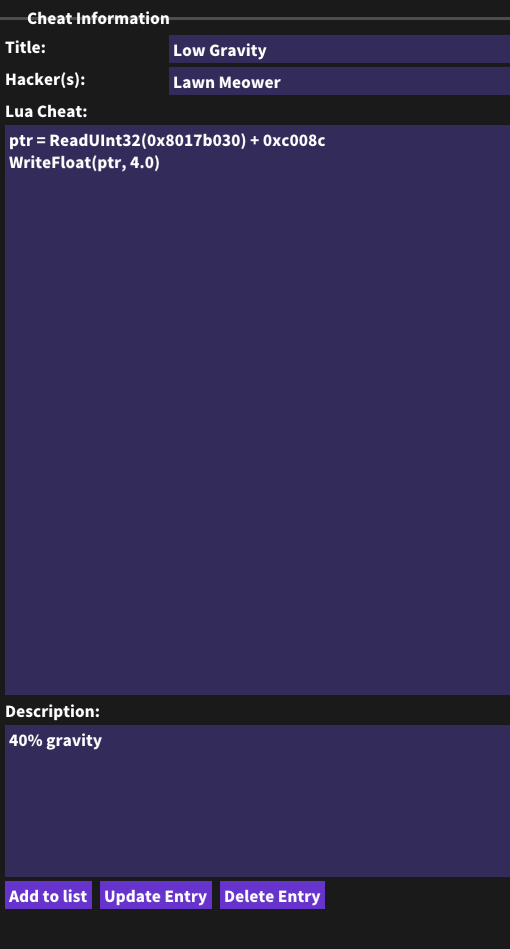 Cheat Information
Title: Low Gravity
Hacker(s): Lawn Meower
Lua Cheat:
ptr = ReadUInt32(0x8017b030) + 0xc008c
WriteFloat(ptr, 4.0)
Description:
40% gravity
Add to list Update Entry Delete Entry